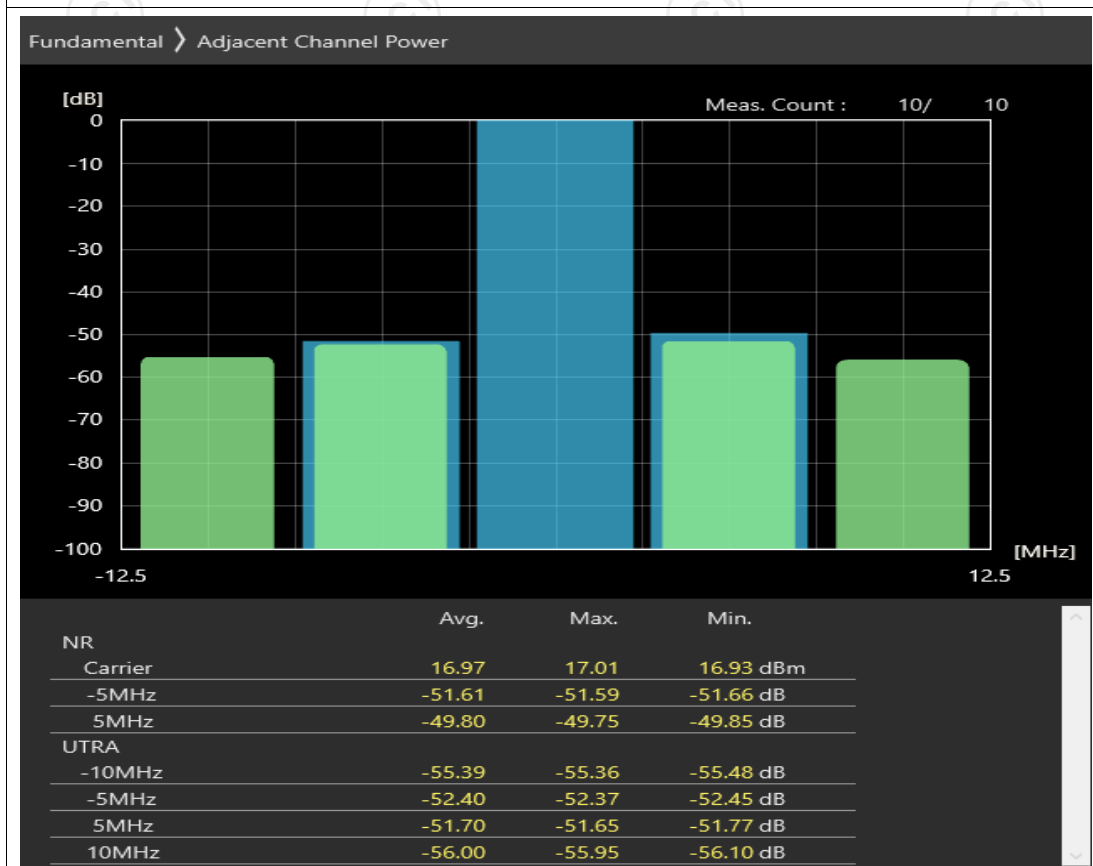 Fundamental 〉 Adjacent Channel Power
[dB] Meas. Count : 10/ 10
0
-10
-20
-30
-40
-50
-60
-70
-80
-90
-100
[MHz]
-12.5 12.5
Avg. Max. Min.
NR
Carrier 16.97 17.01 16.93 dBm
-5MHz -51.61 -51.59 -51.66 dB
5MHz -49.80 -49.75 -49.85 dB
UTRA
-10MHz -55.39 -55.36 -55.48 dB
-5MHz -52.40 -52.37 -52.45 dB
5MHz -51.70 -51.65 -51.77 dB
10MHz -56.00 -55.95 -56.10 dB